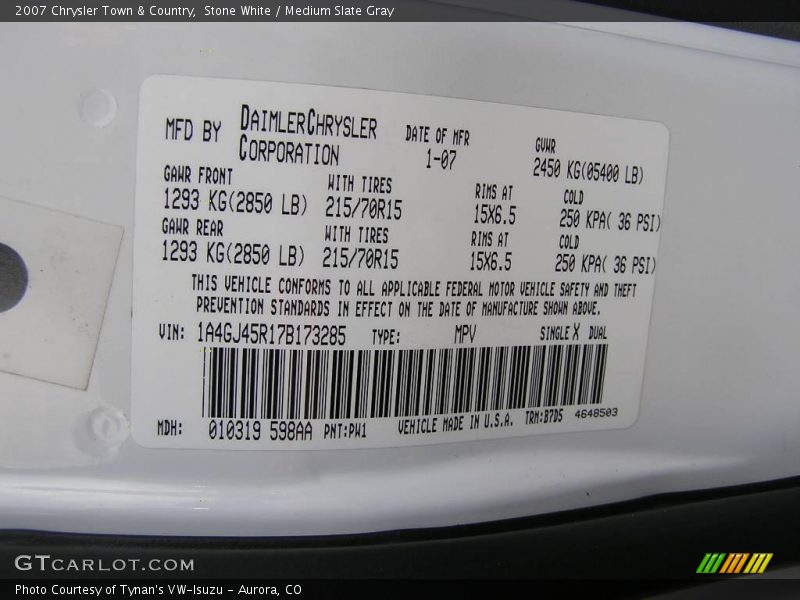 2007 Chrysler Town & Country, Stone White / Medium Slate Gray
MFD BY DAIMLERCHRYSLER CORPORATION DATE OF MFR 1-07 GVWR 2450 KG(05400 LB)
GAWR FRONT WITH TIRES RIMS AT COLD
1293 KG(2850 LB) 215/70R15 15X6.5 250 KPA( 36 PSI)
GAWR REAR WITH TIRES RIMS AT COLD
1293 KG(2850 LB) 215/70R15 15X6.5 250 KPA( 36 PSI)
THIS VEHICLE CONFORMS TO ALL APPLICABLE FEDERAL MOTOR VEHICLE SAFETY AND THEFT
PREVENTION STANDARDS IN EFFECT ON THE DATE OF MANUFACTURE SHOWN ABOVE.
VIN: 1A4GJ45R17B173285 TYPE: MPV SINGLE X DUAL
MDH: 010319 598AA PNT:PW1 VEHICLE MADE IN U.S.A. TRM:B7D5 4648503
GTCARLOT.COM
Photo Courtesy of Tynan's VW-Isuzu - Aurora, CO